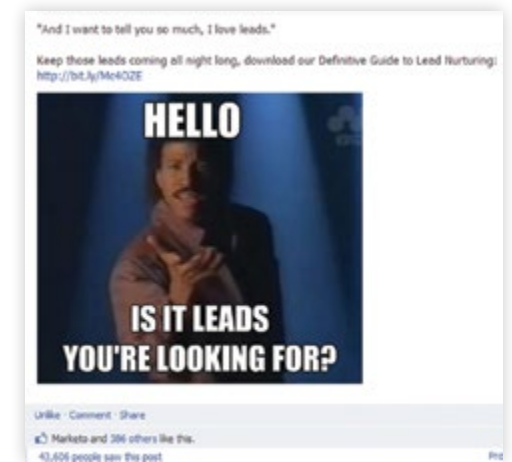 "And I want to tell you so much, I love leads."
Keep those leads coming all night long, download our Definitive Guide to Lead Nurturing:
http://bit.ly/Mc4OZE
HELLO
IS IT LEADS
YOU'RE LOOKING FOR?
Unlike · Comment · Share
Marketo and 386 others like this.
43,606 people saw this post